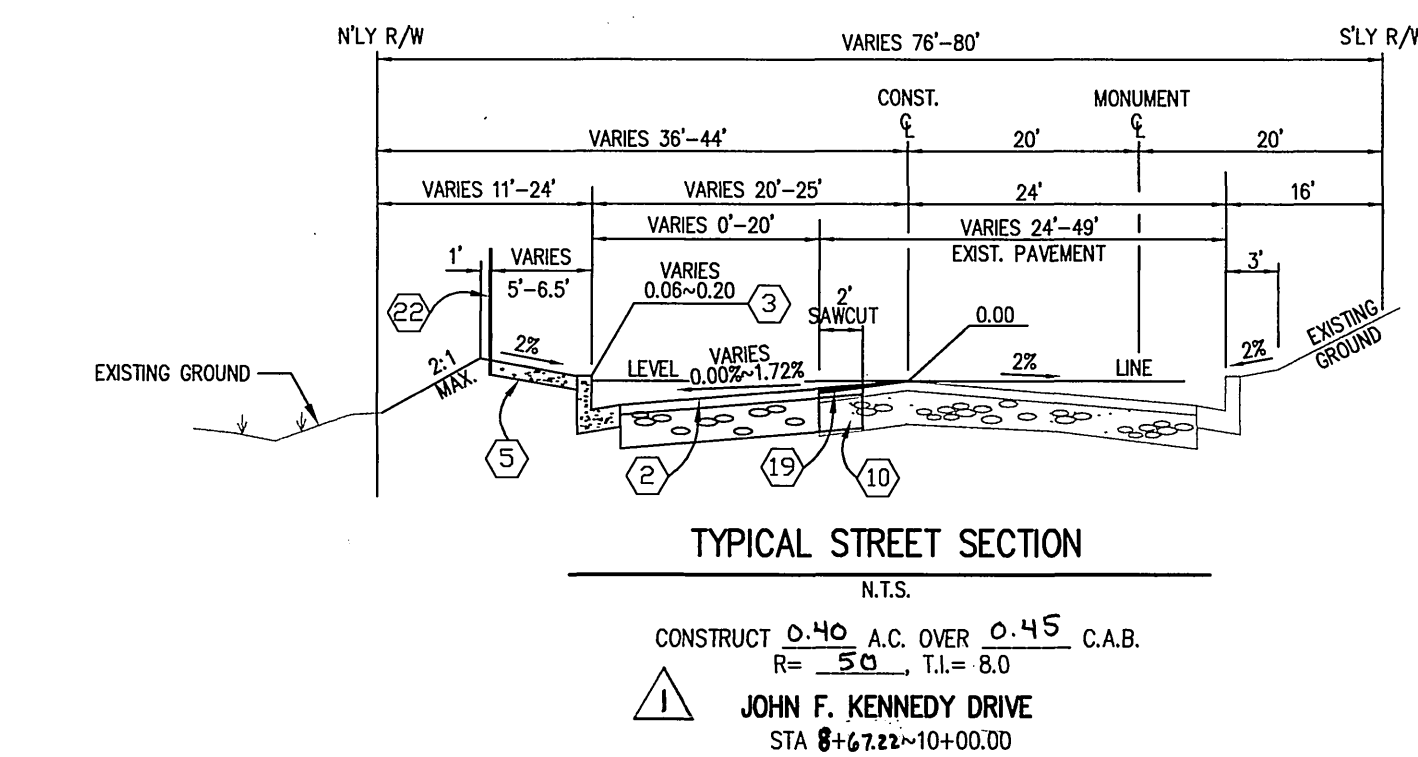 N'LY R/W
S'LY R/W
VARIES 76'-80'
CONST.
℄
MONUMENT
℄
VARIES 36'-44'
20'
20'
VARIES 11'-24'
VARIES 20'-25'
24'
16'
VARIES 0'-20'
VARIES 24'-49'
EXIST. PAVEMENT
1'
VARIES
5'-6.5'
VARIES
0.06~0.20
3
2'
SAWCUT
0.00
3'
22
EXISTING GROUND
2:1
MAX.
2%
LEVEL
VARIES
0.00%~1.72%
2%
LINE
2%
EXISTING
GROUND
5
2
19
10
TYPICAL STREET SECTION
N.T.S.
CONSTRUCT 0.40 A.C. OVER 0.45 C.A.B.
R= 50, T.I.= 8.0
1
JOHN F. KENNEDY DRIVE
STA 8+67.22~10+00.00